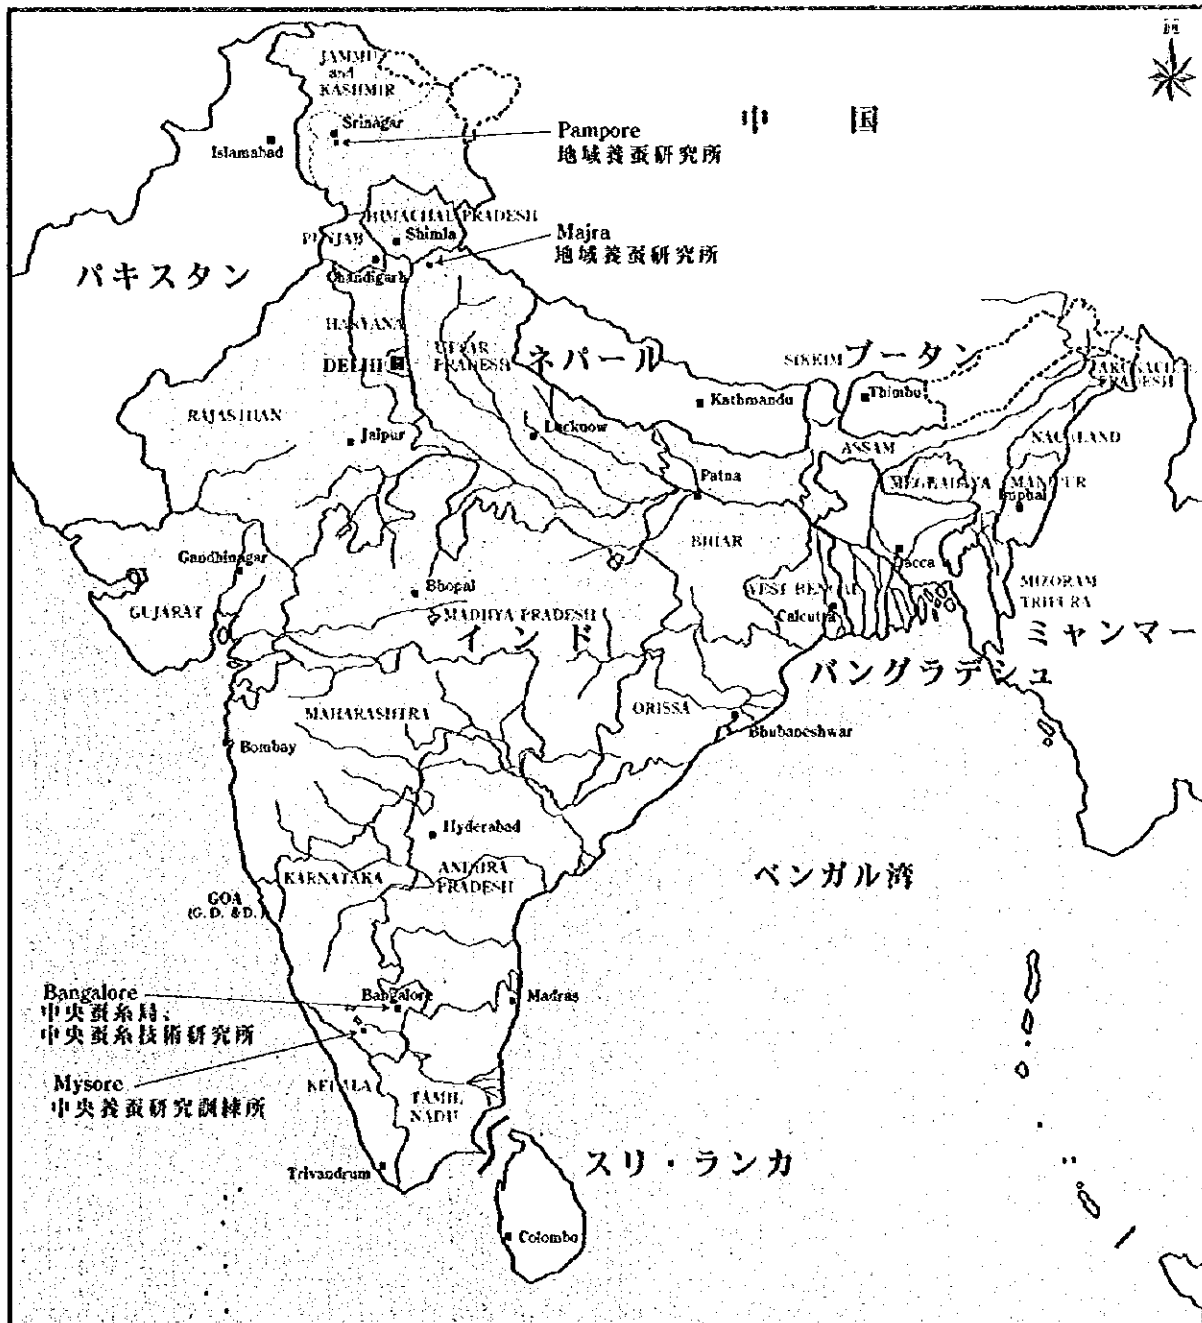 JAMMU
and
KASHMIR
Srinagar
Islamabad
Pampore
地域養蚕研究所
中国
HIMACHAL PRADESH
PUNJAB
Shimla
Majra
地域養蚕研究所
Chandigarh
パキスタン
HARYANA
DELHI
UTTAR
PRADESH
ネパール
SIKKIM
ブータン
ARUNACHAL
PRADESH
Kathmandu
Thimbu
RAJASTHAN
Jaipur
Lucknow
ASSAM
NAGALAND
Patna
MEGHALAYA
MANIPUR
Imphal
BIHAR
Dacca
Gandhinagar
Bhopal
WEST BENGAL
MIZORAM
TRIPURA
GUJARAT
MADHYA PRADESH
Calcutta
インド
ミャンマー
バングラデシュ
MAHARASHTRA
ORISSA
Bhubaneshwar
Bombay
Hyderabad
KARNATAKA
ANDHRA
PRADESH
ベンガル湾
GOA
(G. D. & D.)
Bangalore
中央蚕糸局、
中央蚕糸技術研究所
Bangalore
Madras
Mysore
中央養蚕研究訓練所
KERALA
TAMIL
NADU
Trivandrum
スリ・ランカ
Colombo